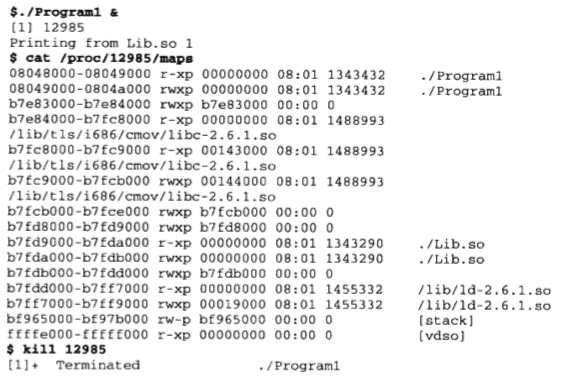 $./Program1 &
[1] 12985
Printing from Lib.so 1
$ cat /proc/12985/maps
08048000-08049000 r-xp 00000000 08:01 1343432 ./Program1
08049000-0804a000 rwxp 00000000 08:01 1343432 ./Program1
b7e83000-b7e84000 rwxp b7e83000 00:00 0
b7e84000-b7fc8000 r-xp 00000000 08:01 1488993
/lib/tls/i686/cmov/libc-2.6.1.so
b7fc8000-b7fc9000 r-xp 00143000 08:01 1488993
/lib/tls/i686/cmov/libc-2.6.1.so
b7fc9000-b7fcb000 rwxp 00144000 08:01 1488993
/lib/tls/i686/cmov/libc-2.6.1.so
b7fcb000-b7fce000 rwxp b7fcb000 00:00 0
b7fd8000-b7fd9000 rwxp b7fd8000 00:00 0
b7fd9000-b7fda000 r-xp 00000000 08:01 1343290 ./Lib.so
b7fda000-b7fdb000 rwxp 00000000 08:01 1343290 ./Lib.so
b7fdb000-b7fdd000 rwxp b7fdb000 00:00 0
b7fdd000-b7ff7000 r-xp 00000000 08:01 1455332 /lib/ld-2.6.1.so
b7ff7000-b7ff9000 rwxp 00019000 08:01 1455332 /lib/ld-2.6.1.so
bf965000-bf97b000 rw-p bf965000 00:00 0 [stack]
ffffe000-fffff000 r-xp 00000000 00:00 0 [vdso]
$ kill 12985
[1]+ Terminated ./Program1